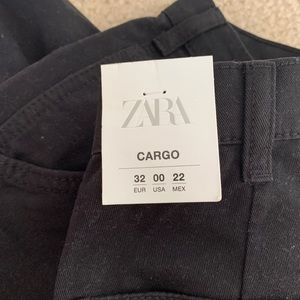 ZARA
CARGO
32 00 22
EUR USA MEX